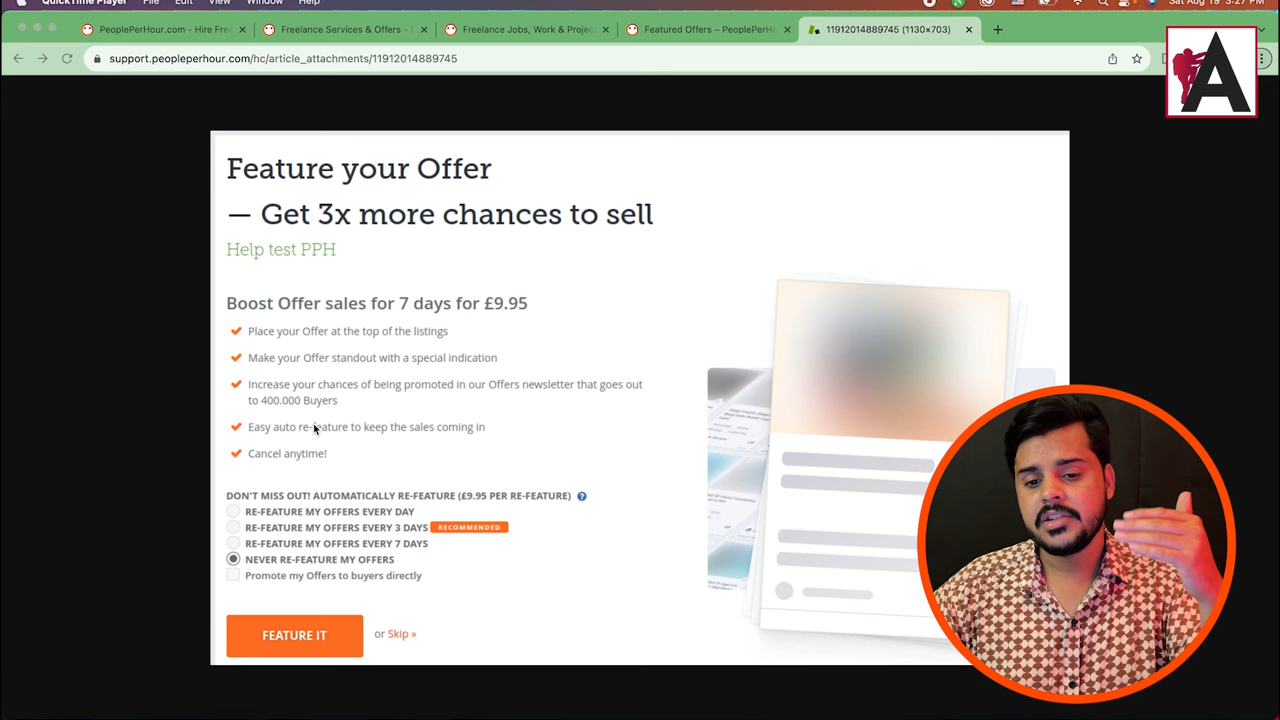 QuickTime Player File Edit View Window Help Sat Aug 19 3:27 PM
PeoplePerHour.com - Hire Free
Freelance Services & Offers -
Freelance Jobs, Work & Projec
Featured Offers – PeoplePerHo
11912014889745 (1130×703)
support.peopleperhour.com/hc/article_attachments/11912014889745
A
Feature your Offer
— Get 3x more chances to sell
Help test PPH
Boost Offer sales for 7 days for £9.95
Place your Offer at the top of the listings
Make your Offer standout with a special indication
Increase your chances of being promoted in our Offers newsletter that goes out
to 400.000 Buyers
Easy auto re-feature to keep the sales coming in
Cancel anytime!
DON'T MISS OUT! AUTOMATICALLY RE-FEATURE (£9.95 PER RE-FEATURE) ?
RE-FEATURE MY OFFERS EVERY DAY
RE-FEATURE MY OFFERS EVERY 3 DAYS RECOMMENDED
RE-FEATURE MY OFFERS EVERY 7 DAYS
NEVER RE-FEATURE MY OFFERS
Promote my Offers to buyers directly
FEATURE IT or Skip »